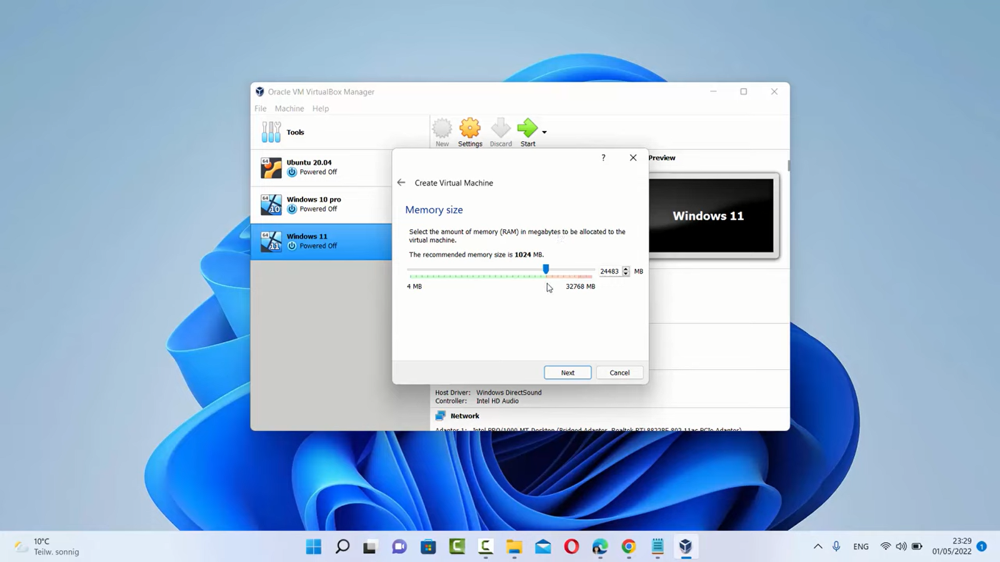 Oracle VM VirtualBox Manager
File Machine Help
Tools
New Settings Discard Start
64 Ubuntu 20.04
Powered Off
64 10 Windows 10 pro
Powered Off
64 11 Windows 11
Powered Off
Preview
Windows 11
?
Create Virtual Machine
Memory size
Select the amount of memory (RAM) in megabytes to be allocated to the
virtual machine.
The recommended memory size is 1024 MB.
24483 MB
4 MB 32768 MB
Next Cancel
Host Driver: Windows DirectSound
Controller: Intel HD Audio
Network
Adapter 1: Intel PRO/1000 MT Desktop (Bridged Adapter, Realtek RTL8822BE 802.11ac PCIe Adapter)
10°C
Teilw. sonnig
ENG
23:29
01/05/2022
1